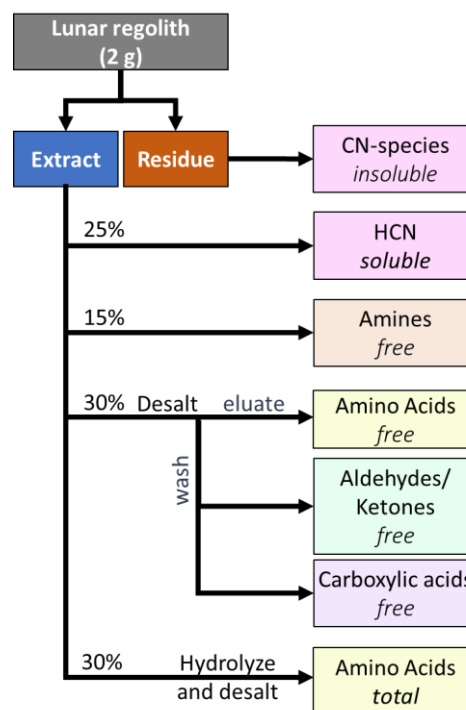 Lunar regolith
(2 g)
Extract
Residue
CN-species
insoluble
25%
HCN
soluble
15%
Amines
free
30%
Desalt
eluate
Amino Acids
free
wash
Aldehydes/
Ketones
free
Carboxylic acids
free
30%
Hydrolyze
and desalt
Amino Acids
total